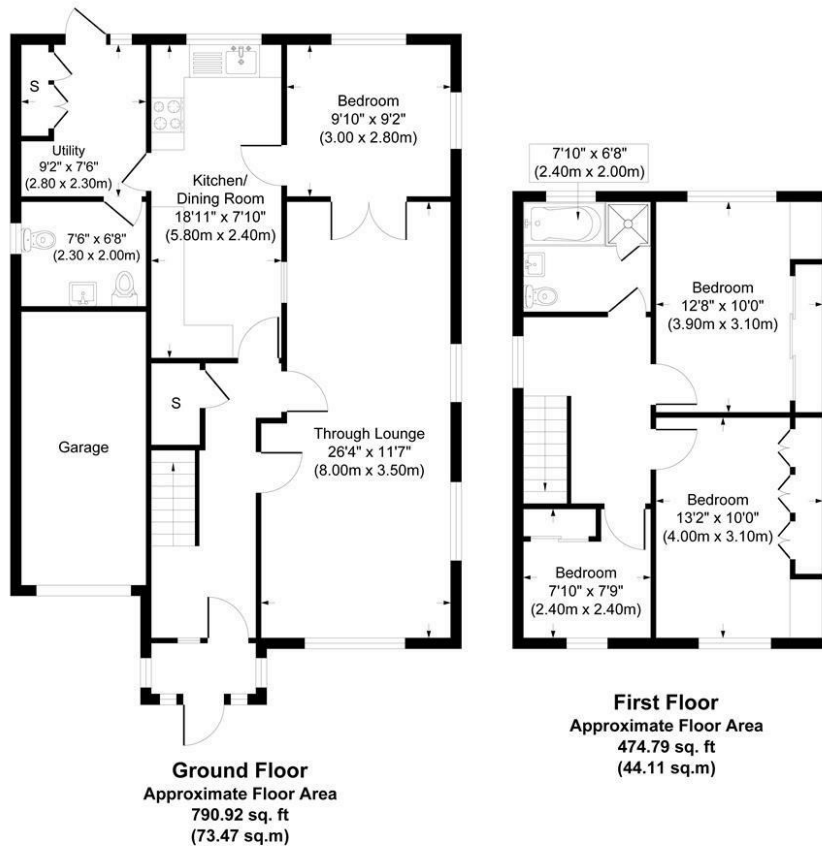 S
Utility
9'2" x 7'6"
(2.80 x 2.30m)
Kitchen/
Dining Room
18'11" x 7'10"
(5.80m x 2.40m)
Bedroom
9'10" x 9'2"
(3.00 x 2.80m)
7'6" x 6'8"
(2.30 x 2.00m)
Garage
S
Through Lounge
26'4" x 11'7"
(8.00m x 3.50m)
Ground Floor
Approximate Floor Area
790.92 sq. ft
(73.47 sq.m)
7'10" x 6'8"
(2.40m x 2.00m)
Bedroom
12'8" x 10'0"
(3.90m x 3.10m)
Bedroom
13'2" x 10'0"
(4.00m x 3.10m)
Bedroom
7'10" x 7'9"
(2.40m x 2.40m)
First Floor
Approximate Floor Area
474.79 sq. ft
(44.11 sq.m)